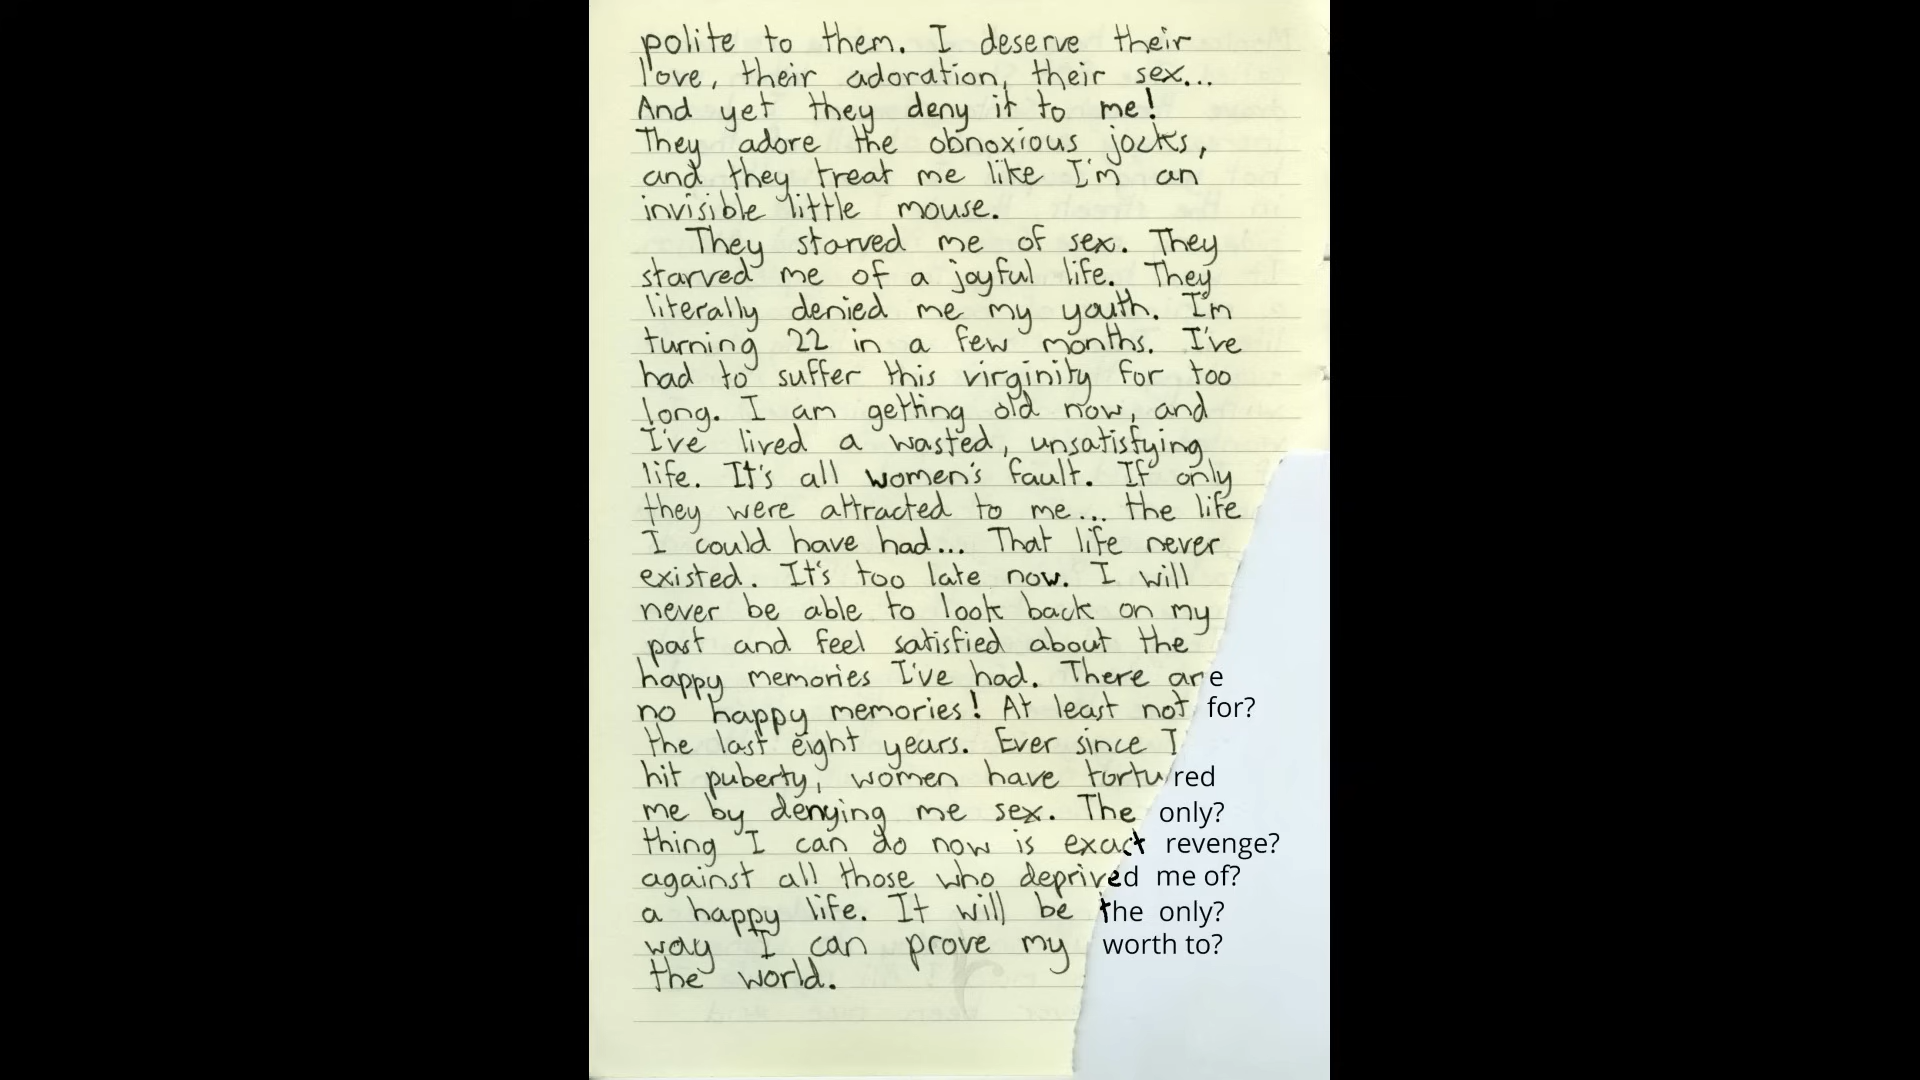 polite to them. I deserve their
love, their adoration, their sex...
And yet they deny it to me!
They adore the obnoxious jocks,
and they treat me like I'm an
invisible little mouse.
They starved me of sex. They
starved me of a joyful life. They
literally denied me my youth. I'm
turning 22 in a few months. I've
had to suffer this virginity for too
long. I am getting old now, and
I've lived a wasted, unsatisfying
life. It's all women's fault. If only
they were attracted to me... the life
I could have had... That life never
existed. It's too late now. I will
never be able to look back on my
past and feel satisfied about the
happy memories I've had. There are
no happy memories! At least not for?
the last eight years. Ever since I
hit puberty, women have tortured
me by denying me sex. The only?
thing I can do now is exact revenge?
against all those who deprived me of?
a happy life. It will be the only?
way I can prove my worth to?
the world.